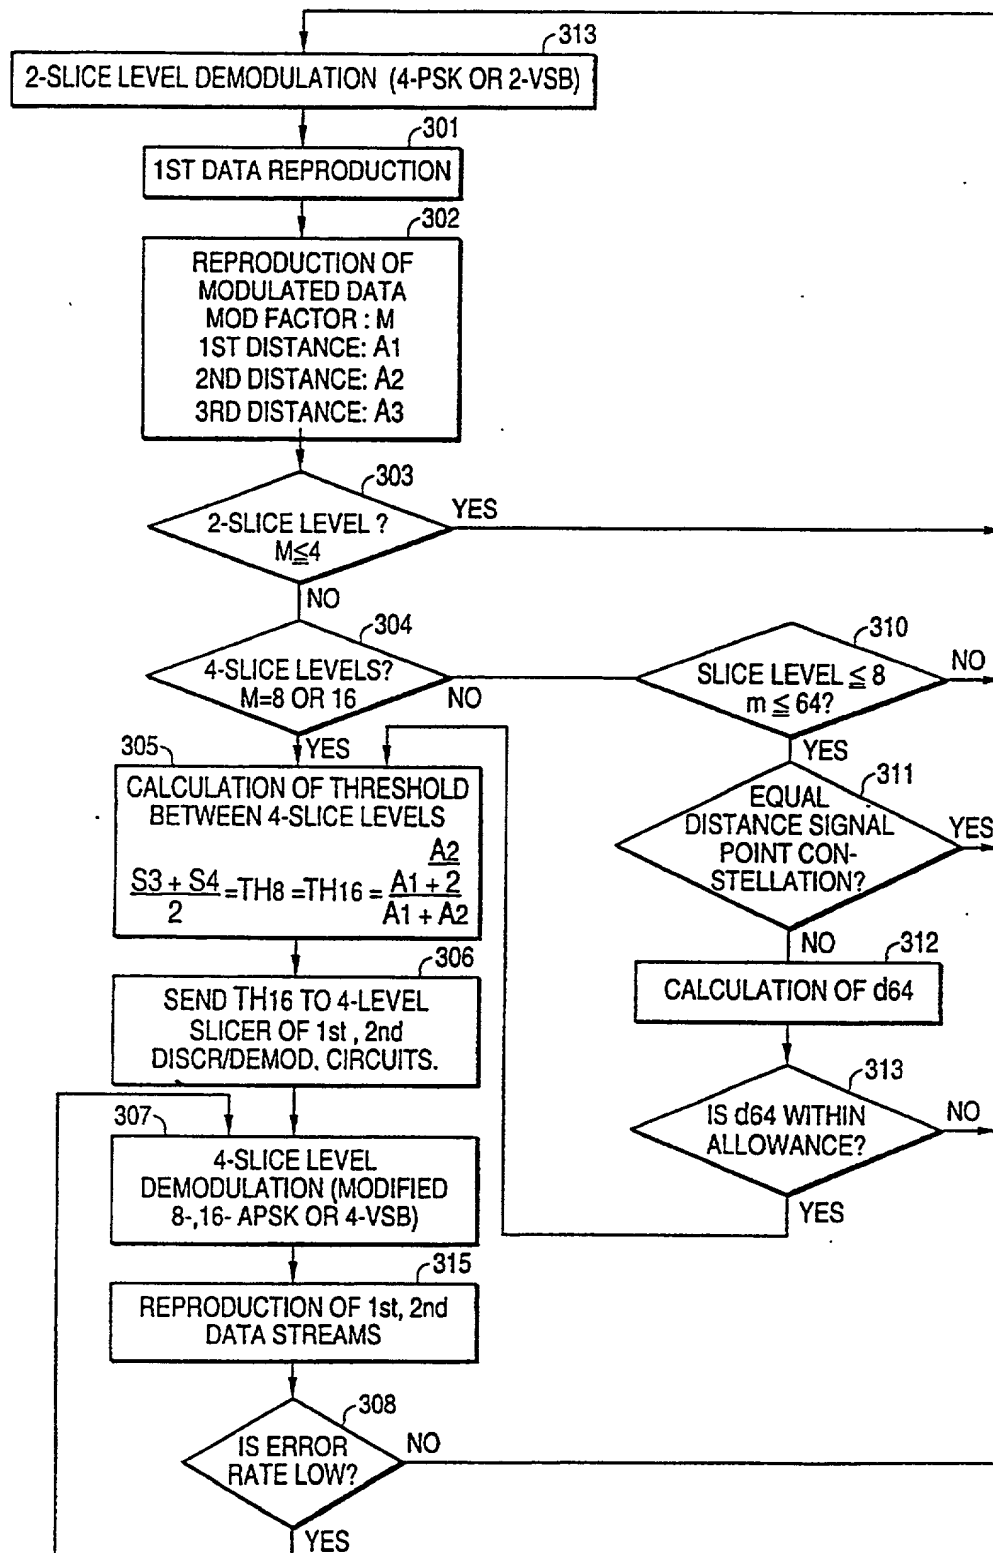 313
2-SLICE LEVEL DEMODULATION (4-PSK OR 2-VSB)
301
1ST DATA REPRODUCTION
302
REPRODUCTION OF
MODULATED DATA
MOD FACTOR : M
1ST DISTANCE: A1
2ND DISTANCE: A2
3RD DISTANCE: A3
303
2-SLICE LEVEL ?
M≦4
YES
NO
304
4-SLICE LEVELS?
M=8 OR 16
NO
YES
310
SLICE LEVEL ≦ 8
m ≦ 64?
NO
YES
305
CALCULATION OF THRESHOLD
BETWEEN 4-SLICE LEVELS
S3 + S4
2
=TH8 =TH16 =
A2
A1 + 2
A1 + A2
311
EQUAL
DISTANCE SIGNAL
POINT CON-
STELLATION?
YES
NO
306
SEND TH16 TO 4-LEVEL
SLICER OF 1st , 2nd
DISCR/DEMOD. CIRCUITS.
312
CALCULATION OF d64
313
IS d64 WITHIN
ALLOWANCE?
NO
YES
307
4-SLICE LEVEL
DEMODULATION (MODIFIED
8-,16- APSK OR 4-VSB)
315
REPRODUCTION OF 1st, 2nd
DATA STREAMS
308
IS ERROR
RATE LOW?
NO
YES